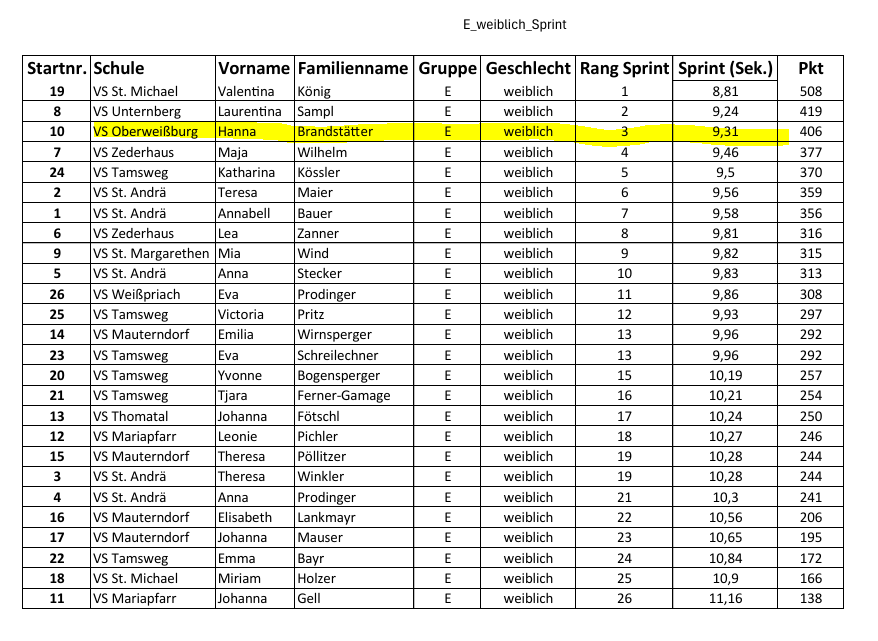 E_weiblich_Sprint
Startnr. Schule Vorname Familienname Gruppe Geschlecht Rang Sprint Sprint (Sek.) Pkt
19 VS St. Michael Valentina König E weiblich 1 8,81 508
8 VS Unternberg Laurentina Sampl E weiblich 2 9,24 419
10 VS Oberweißburg Hanna Brandstätter E weiblich 3 9,31 406
7 VS Zederhaus Maja Wilhelm E weiblich 4 9,46 377
24 VS Tamsweg Katharina Kössler E weiblich 5 9,5 370
2 VS St. Andrä Teresa Maier E weiblich 6 9,56 359
1 VS St. Andrä Annabell Bauer E weiblich 7 9,58 356
6 VS Zederhaus Lea Zanner E weiblich 8 9,81 316
9 VS St. Margarethen Mia Wind E weiblich 9 9,82 315
5 VS St. Andrä Anna Stecker E weiblich 10 9,83 313
26 VS Weißpriach Eva Prodinger E weiblich 11 9,86 308
25 VS Tamsweg Victoria Pritz E weiblich 12 9,93 297
14 VS Mauterndorf Emilia Wirnsperger E weiblich 13 9,96 292
23 VS Tamsweg Eva Schreilechner E weiblich 13 9,96 292
20 VS Tamsweg Yvonne Bogensperger E weiblich 15 10,19 257
21 VS Tamsweg Tjara Ferner-Gamage E weiblich 16 10,21 254
13 VS Thomatal Johanna Fötschl E weiblich 17 10,24 250
12 VS Mariapfarr Leonie Pichler E weiblich 18 10,27 246
15 VS Mauterndorf Theresa Pöllitzer E weiblich 19 10,28 244
3 VS St. Andrä Theresa Winkler E weiblich 19 10,28 244
4 VS St. Andrä Anna Prodinger E weiblich 21 10,3 241
16 VS Mauterndorf Elisabeth Lankmayr E weiblich 22 10,56 206
17 VS Mauterndorf Johanna Mauser E weiblich 23 10,65 195
22 VS Tamsweg Emma Bayr E weiblich 24 10,84 172
18 VS St. Michael Miriam Holzer E weiblich 25 10,9 166
11 VS Mariapfarr Johanna Gell E weiblich 26 11,16 138